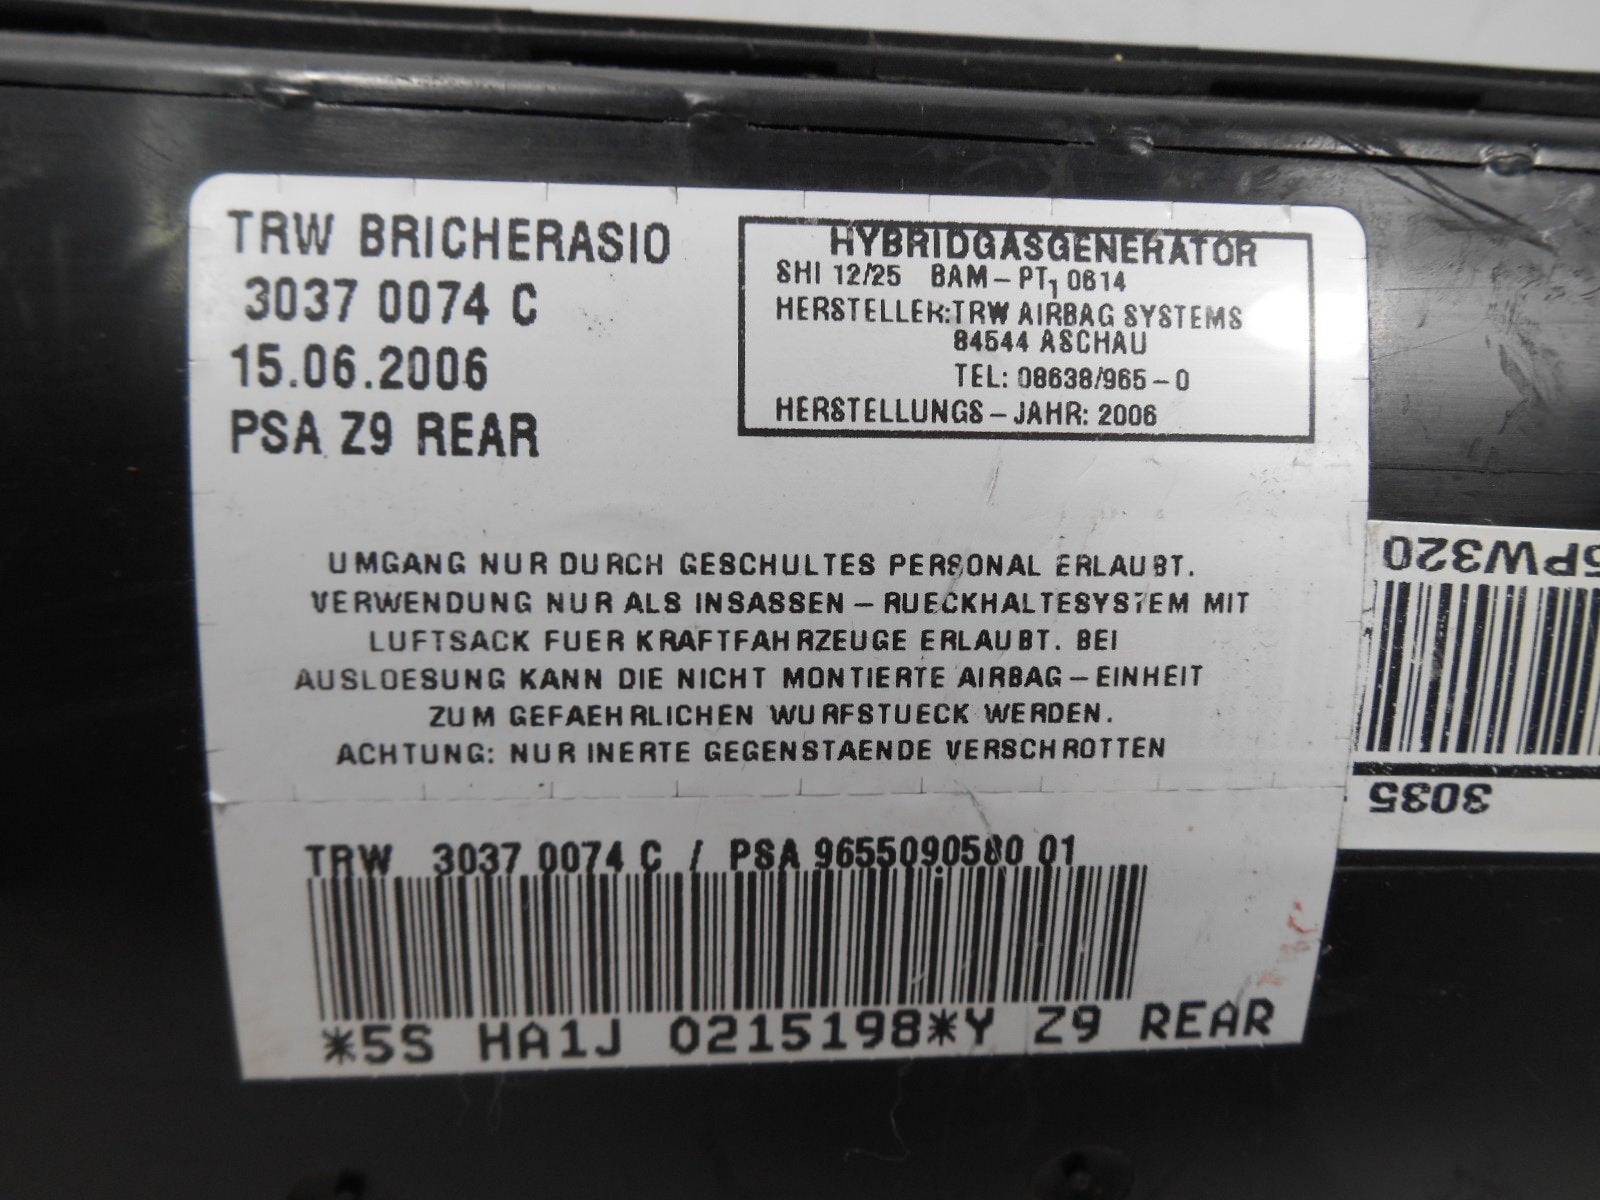 TRW BRICHERASIO
3037 0074 C
15.06.2006
PSA Z9 REAR
HYBRIDGASGENERATOR
SHI 12/25 BAM-PT1 0614
HERSTELLER: TRW AIRBAG SYSTEMS
84544 ASCHAU
TEL: 08638/965-0
HERSTELLUNGS-JAHR: 2006
UMGANG NUR DURCH GESCHULTES PERSONAL ERLAUBT.
VERWENDUNG NUR ALS INSASSEN-RUECKHALTESYSTEM MIT
LUFTSACK FUER KRAFTFAHRZEUGE ERLAUBT. BEI
AUSLOESUNG KANN DIE NICHT MONTIERTE AIRBAG-EINHEIT
ZUM GEFAEHRLICHEN WURFSTUECK WERDEN.
ACHTUNG: NUR INERTE GEGENSTAENDE VERSCHROTTEN
TRW 3037 0074 C / PSA 9655090580 01
*5S HA1J 0215198*Y Z9 REAR
5PW320
3035